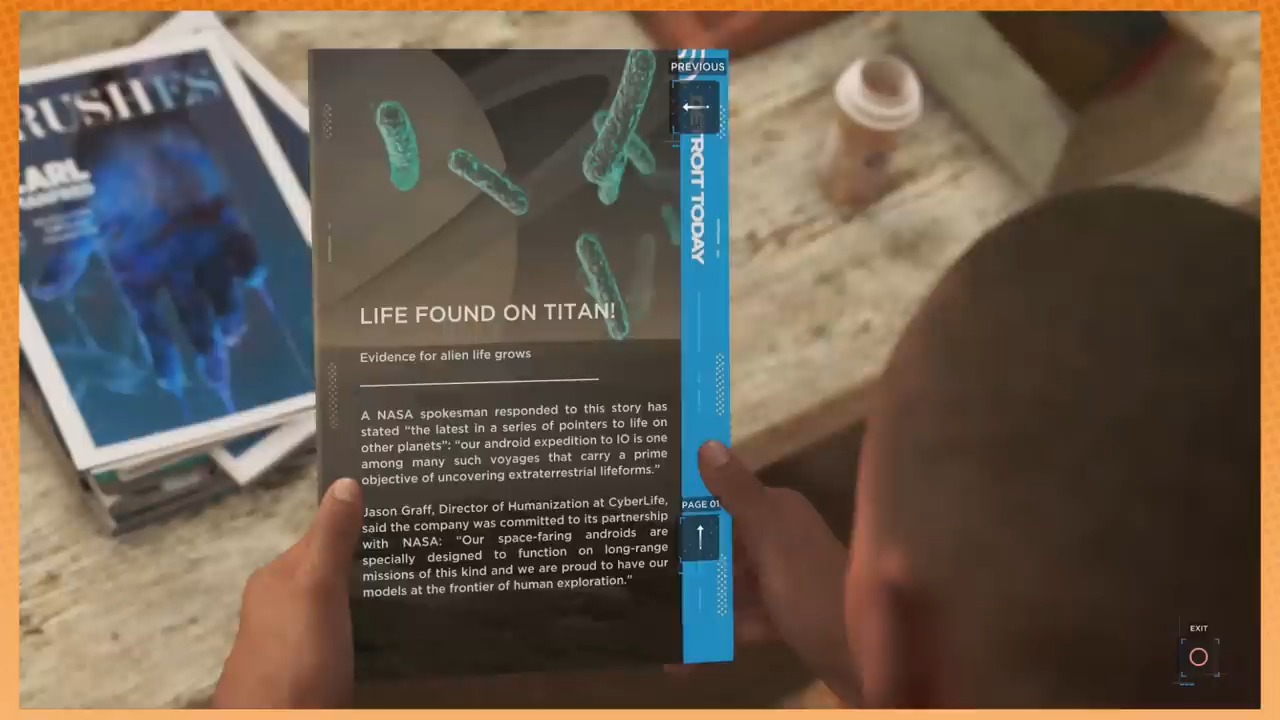 RUSHES
PREVIOUS
DETROIT TODAY
LIFE FOUND ON TITAN!
Evidence for alien life grows
A NASA spokesman responded to this story has
stated "the latest in a series of pointers to life on
other planets": "our android expedition to IO is one
among many such voyages that carry a prime
objective of uncovering extraterrestrial lifeforms."
Jason Graff, Director of Humanization at CyberLife,
said the company was committed to its partnership
with NASA: "Our space-faring androids are
specially designed to function on long-range
missions of this kind and we are proud to have our
models at the frontier of human exploration."
PAGE 01
EXIT